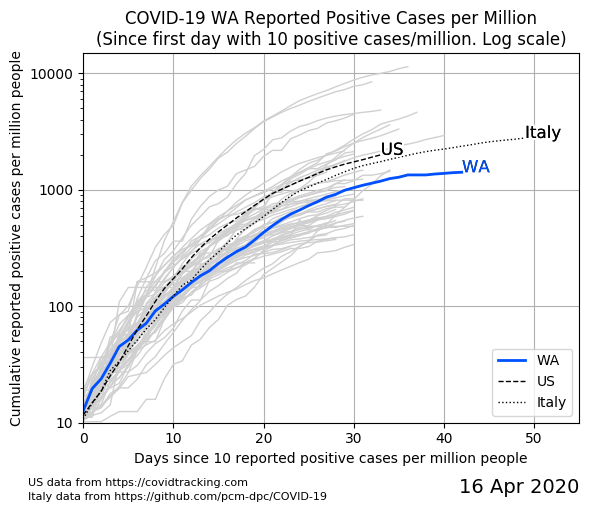 COVID-19 WA Reported Positive Cases per Million
(Since first day with 10 positive cases/million. Log scale)
Cumulative reported positive cases per million people
10000
1000
100
10
Italy
US
WA
WA
US
Italy
0
10
20
30
40
50
Days since 10 reported positive cases per million people
US data from https://covidtracking.com
Italy data from https://github.com/pcm-dpc/COVID-19
16 Apr 2020